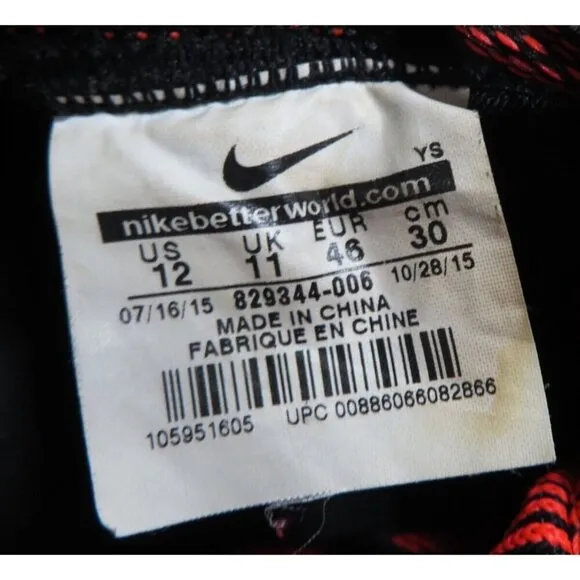 YS
nikebetterworld.com
US UK EUR cm
12 11 46 30
07/16/15 829344-006 10/28/15
MADE IN CHINA
FABRIQUE EN CHINE
105951605 UPC 00886066082866